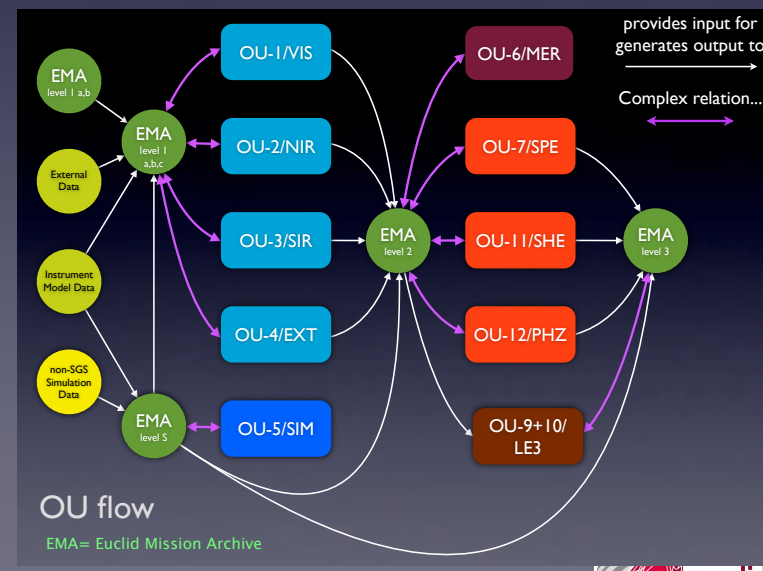 provides input for
generates output to
Complex relation...
EMA
level 1 a,b
External
Data
Instrument
Model Data
non-SGS
Simulation
Data
EMA
level 1
a,b,c
EMA
level S
OU-1/VIS
OU-2/NIR
OU-3/SIR
OU-4/EXT
OU-5/SIM
EMA
level 2
OU-6/MER
OU-7/SPE
OU-11/SHE
OU-12/PHZ
OU-9+10/
LE3
EMA
level 3
OU flow
EMA= Euclid Mission Archive